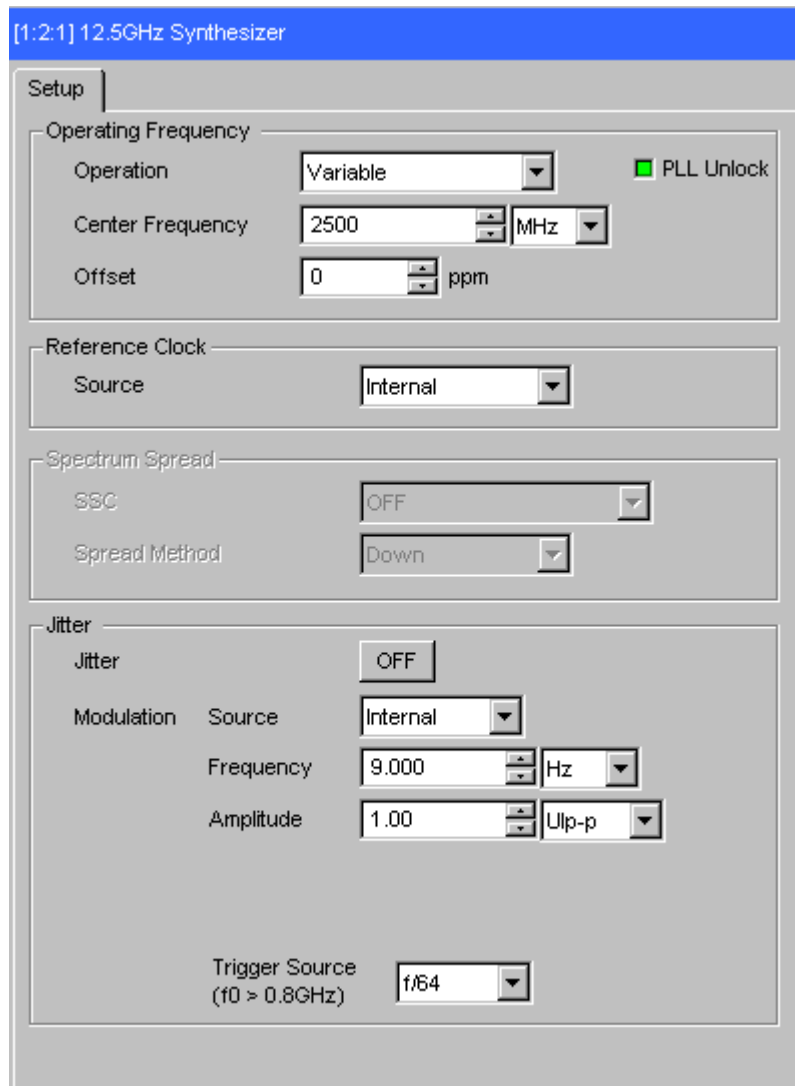 [1:2:1] 12.5GHz Synthesizer
Setup
Operating Frequency
Operation Variable PLL Unlock
Center Frequency 2500 MHz
Offset 0 ppm
Reference Clock
Source Internal
Spectrum Spread
SSC OFF
Spread Method Down
Jitter
Jitter OFF
Modulation Source Internal
Frequency 9.000 Hz
Amplitude 1.00 UIp-p
Trigger Source
(f0 > 0.8GHz) f/64